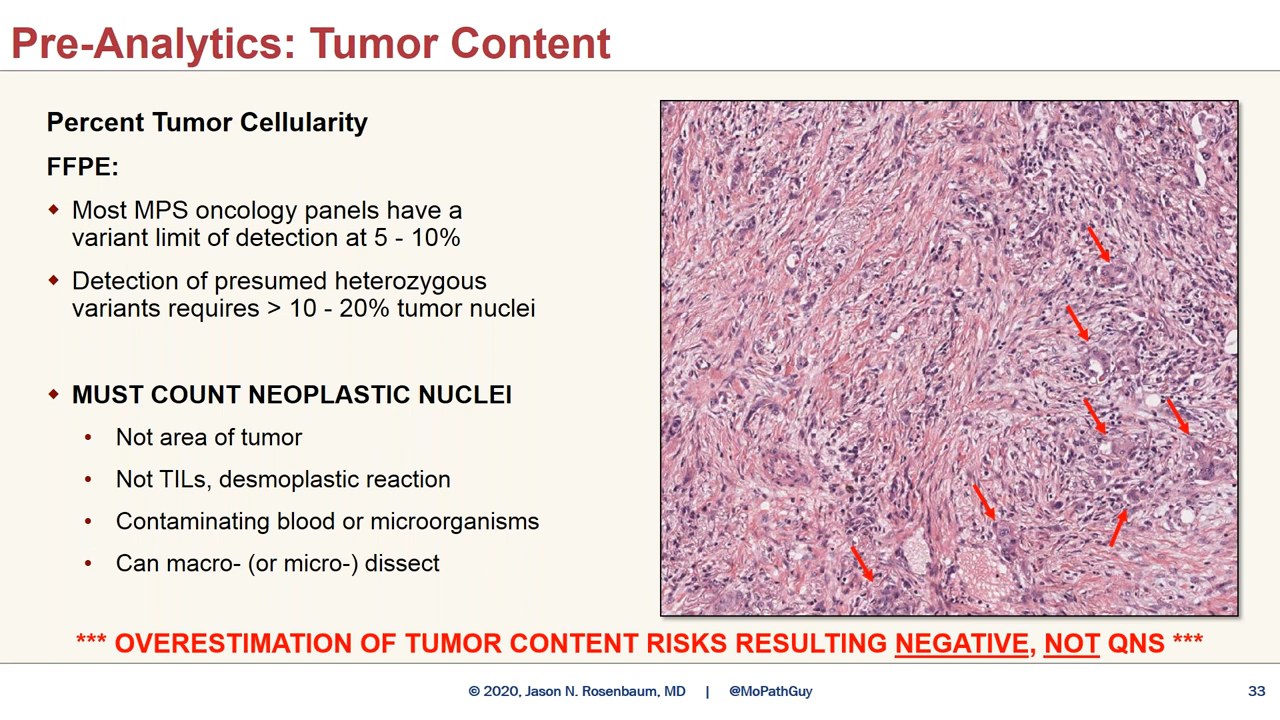 Pre-Analytics: Tumor Content
Percent Tumor Cellularity
FFPE:
Most MPS oncology panels have a
variant limit of detection at 5 - 10%
Detection of presumed heterozygous
variants requires > 10 - 20% tumor nuclei
MUST COUNT NEOPLASTIC NUCLEI
Not area of tumor
Not TILs, desmoplastic reaction
Contaminating blood or microorganisms
Can macro- (or micro-) dissect
*** OVERESTIMATION OF TUMOR CONTENT RISKS RESULTING NEGATIVE, NOT QNS ***
© 2020, Jason N. Rosenbaum, MD | @MoPathGuy
33